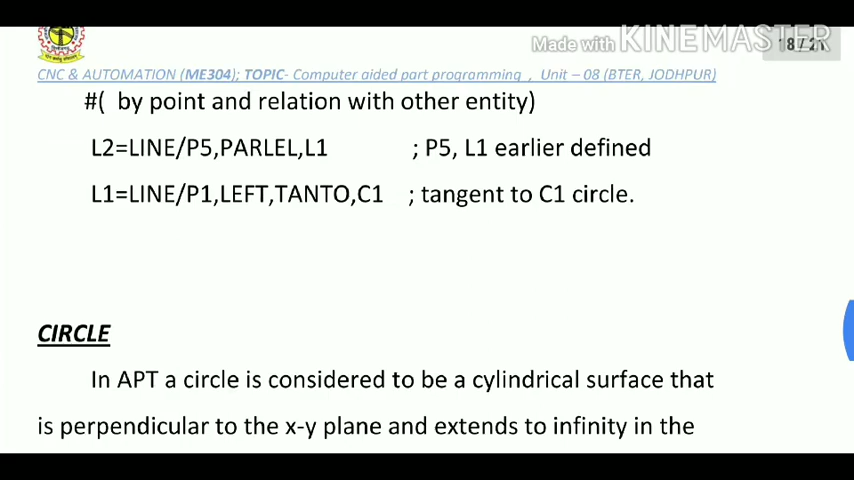 Made with KINEMASTER
18 / 21
CNC & AUTOMATION (ME304); TOPIC- Computer aided part programming , Unit – 08 (BTER, JODHPUR)
#( by point and relation with other entity)
L2=LINE/P5,PARLEL,L1 ; P5, L1 earlier defined
L1=LINE/P1,LEFT,TANTO,C1 ; tangent to C1 circle.
CIRCLE
In APT a circle is considered to be a cylindrical surface that
is perpendicular to the x-y plane and extends to infinity in the